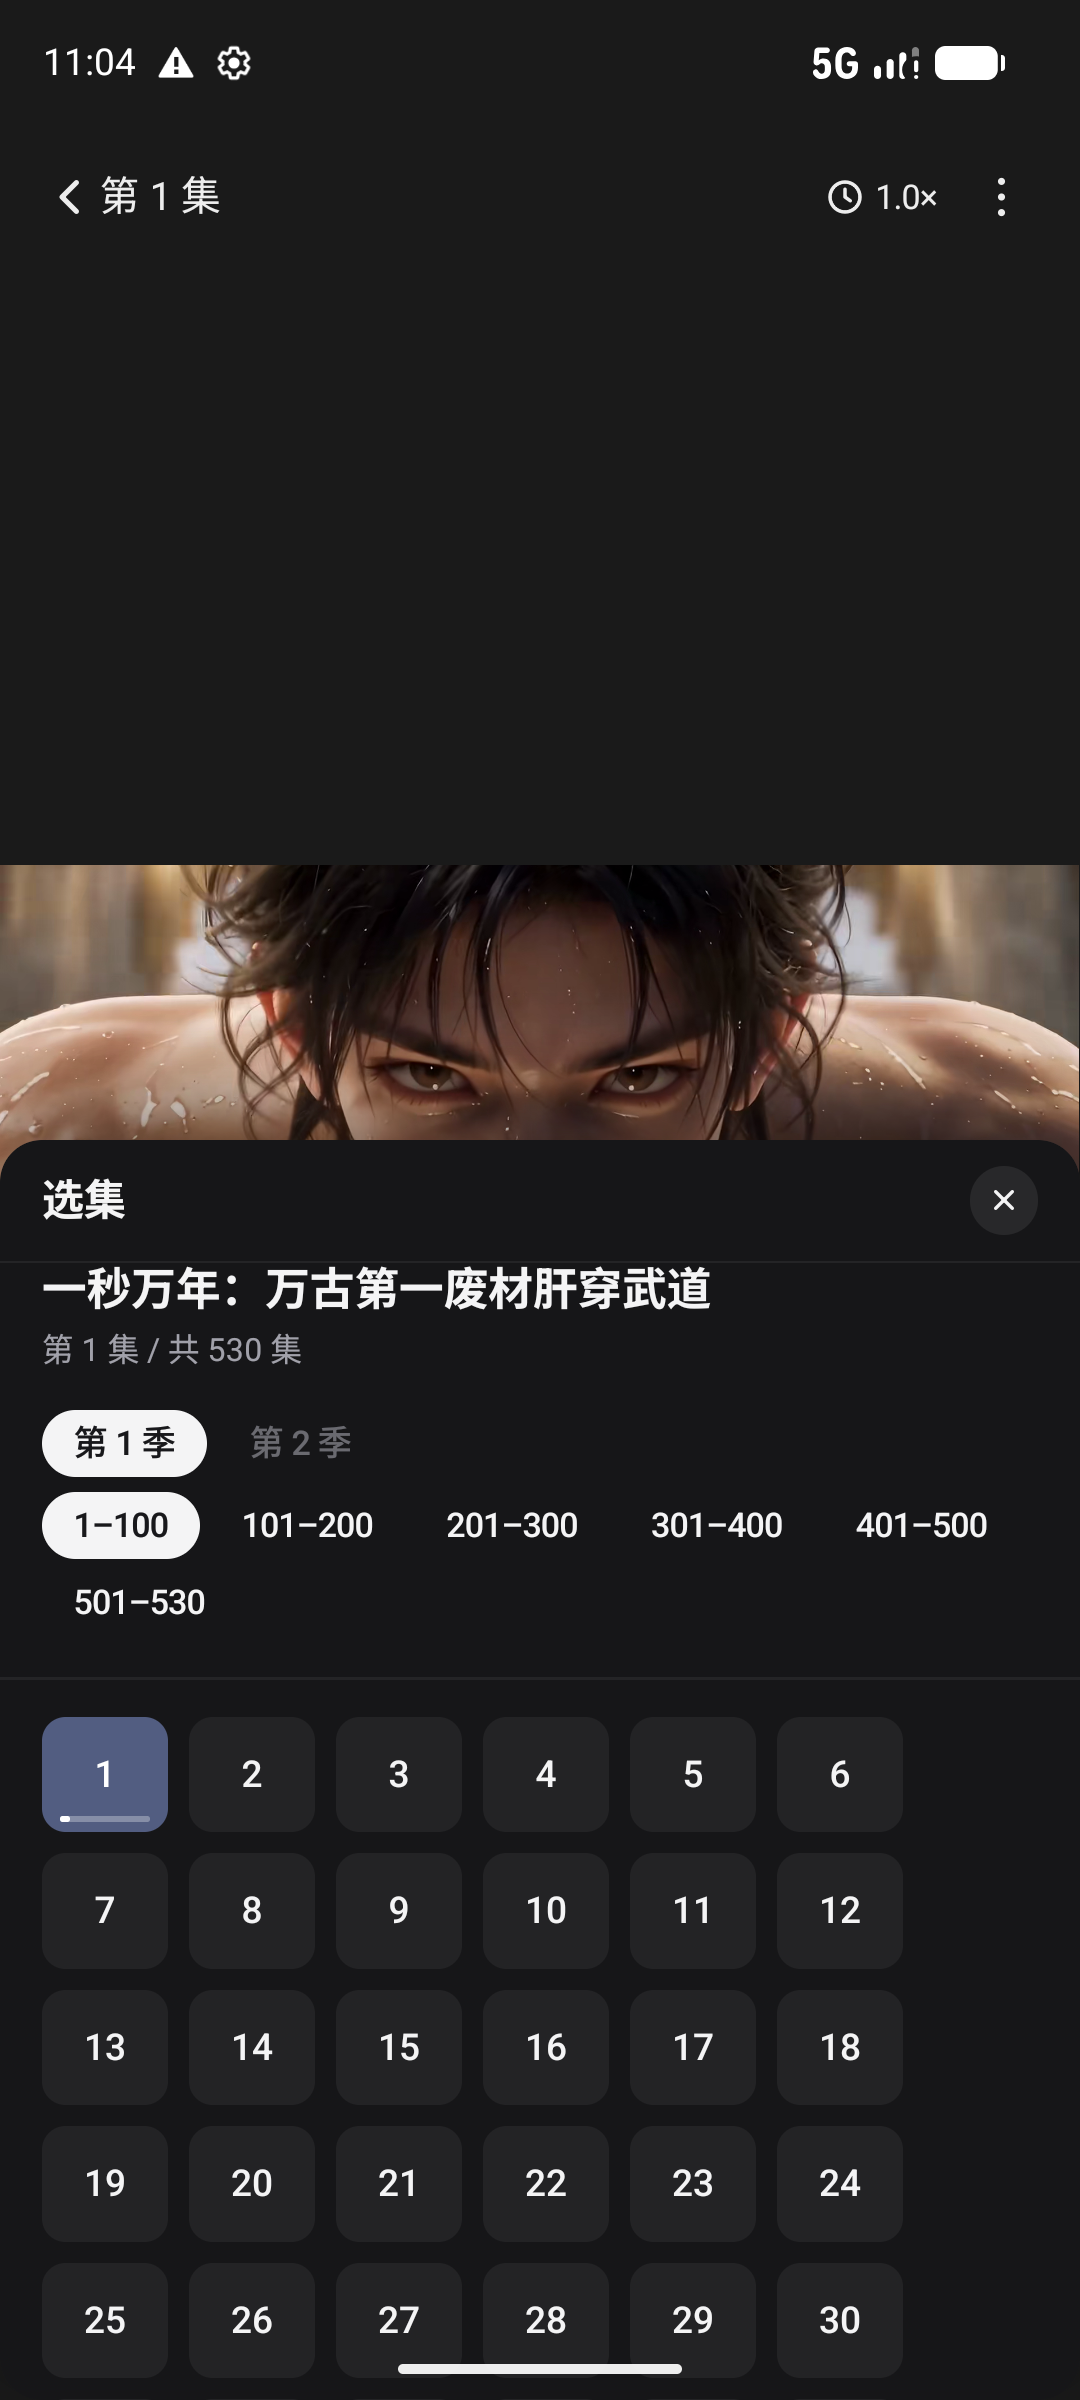 11:04 5G
第 1 集 1.0×
选集
一秒万年：万古第一废材肝穿武道
第 1 集 / 共 530 集
第 1 季 第 2 季
1–100 101–200 201–300 301–400 401–500
501–530
1 2 3 4 5 6
7 8 9 10 11 12
13 14 15 16 17 18
19 20 21 22 23 24
25 26 27 28 29 30